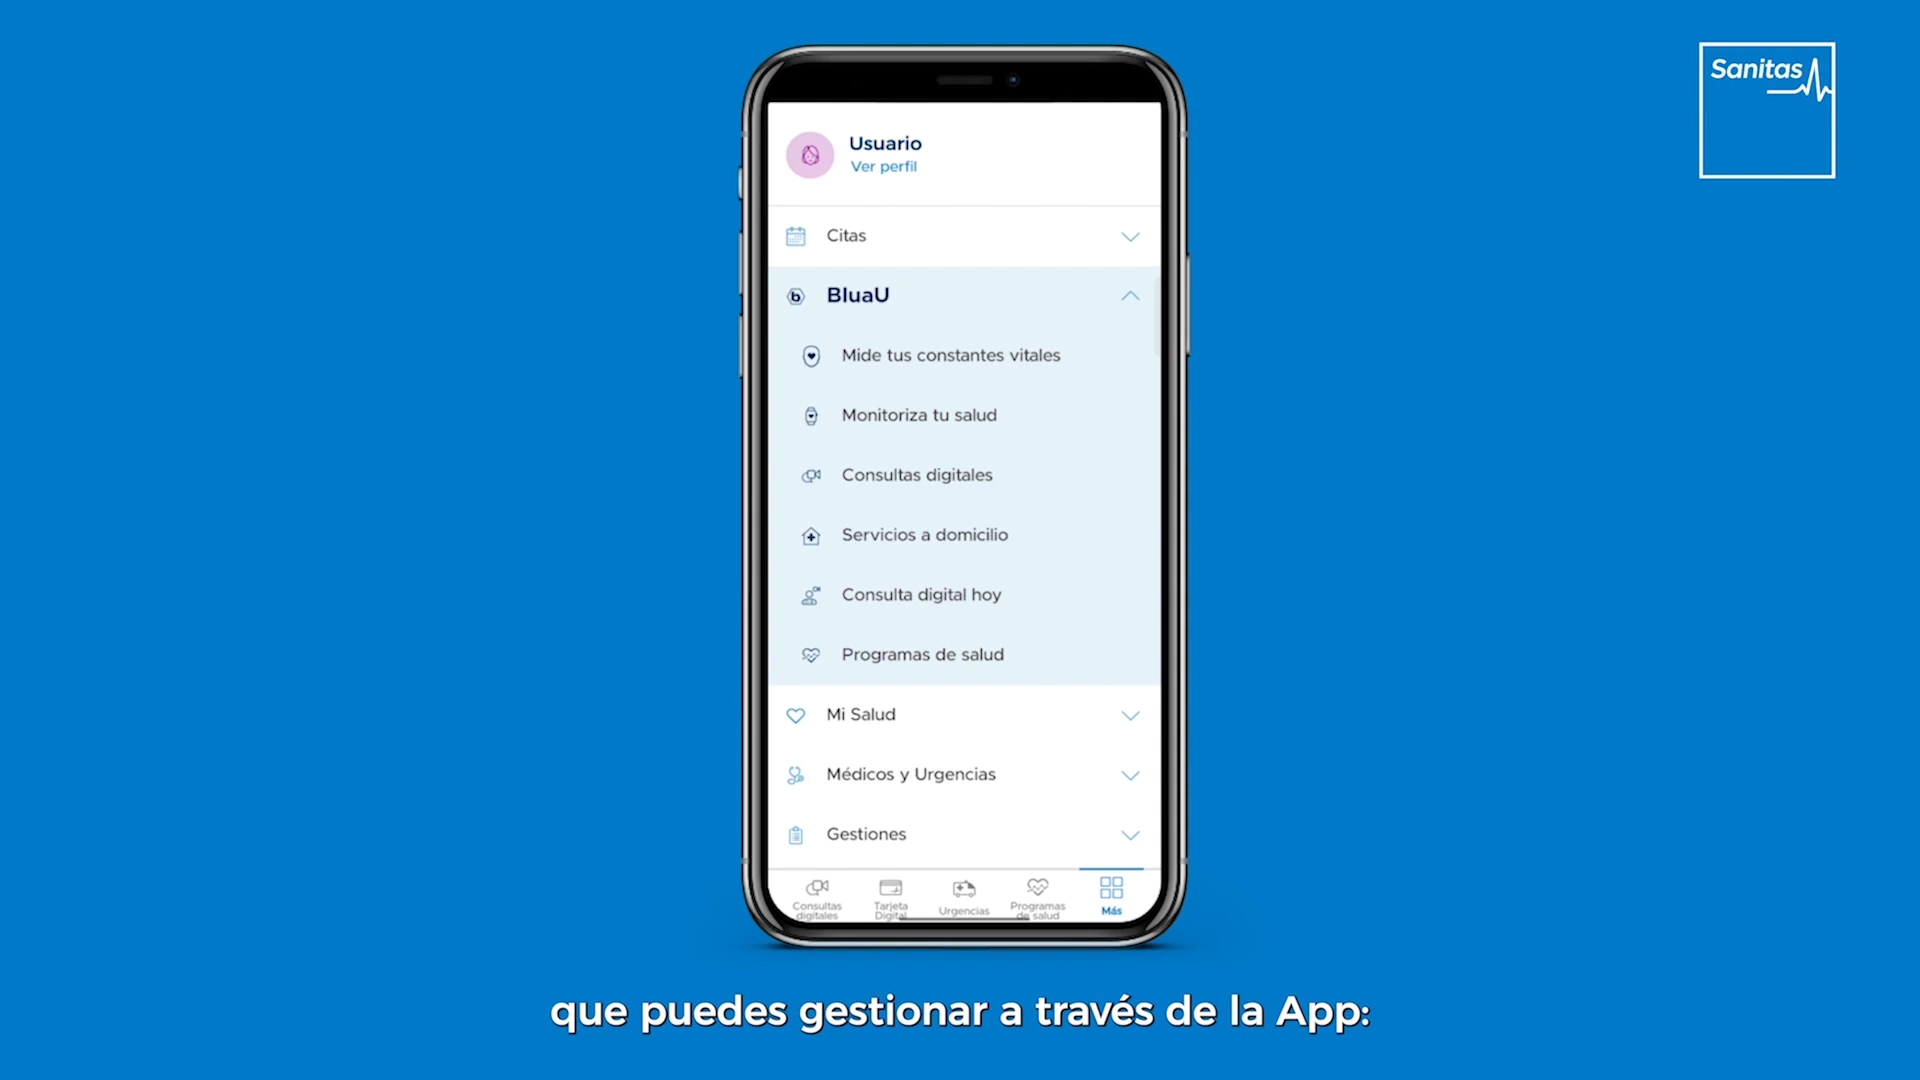 Sanitas
Usuario
Ver perfil
Citas
BluaU
Mide tus constantes vitales
Monitoriza tu salud
Consultas digitales
Servicios a domicilio
Consulta digital hoy
Programas de salud
Mi Salud
Médicos y Urgencias
Gestiones
Consultas
digitales
Tarjeta
Digital
Urgencias
Programas
de salud
Más
que puedes gestionar a través de la App: